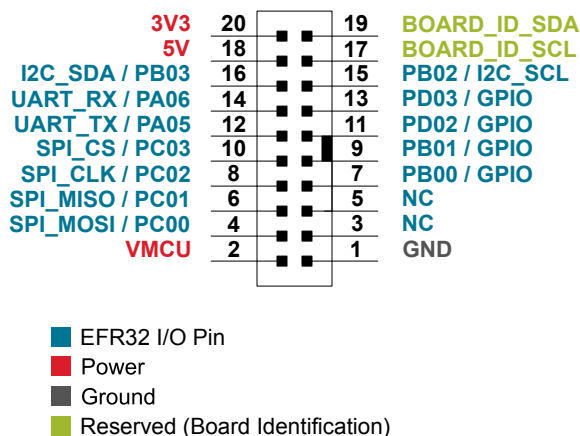 3V3 20 19 BOARD_ID_SDA
5V 18 17 BOARD_ID_SCL
I2C_SDA / PB03 16 15 PB02 / I2C_SCL
UART_RX / PA06 14 13 PD03 / GPIO
UART_TX / PA05 12 11 PD02 / GPIO
SPI_CS / PC03 10 9 PB01 / GPIO
SPI_CLK / PC02 8 7 PB00 / GPIO
SPI_MISO / PC01 6 5 NC
SPI_MOSI / PC00 4 3 NC
VMCU 2 1 GND
EFR32 I/O Pin
Power
Ground
Reserved (Board Identification)